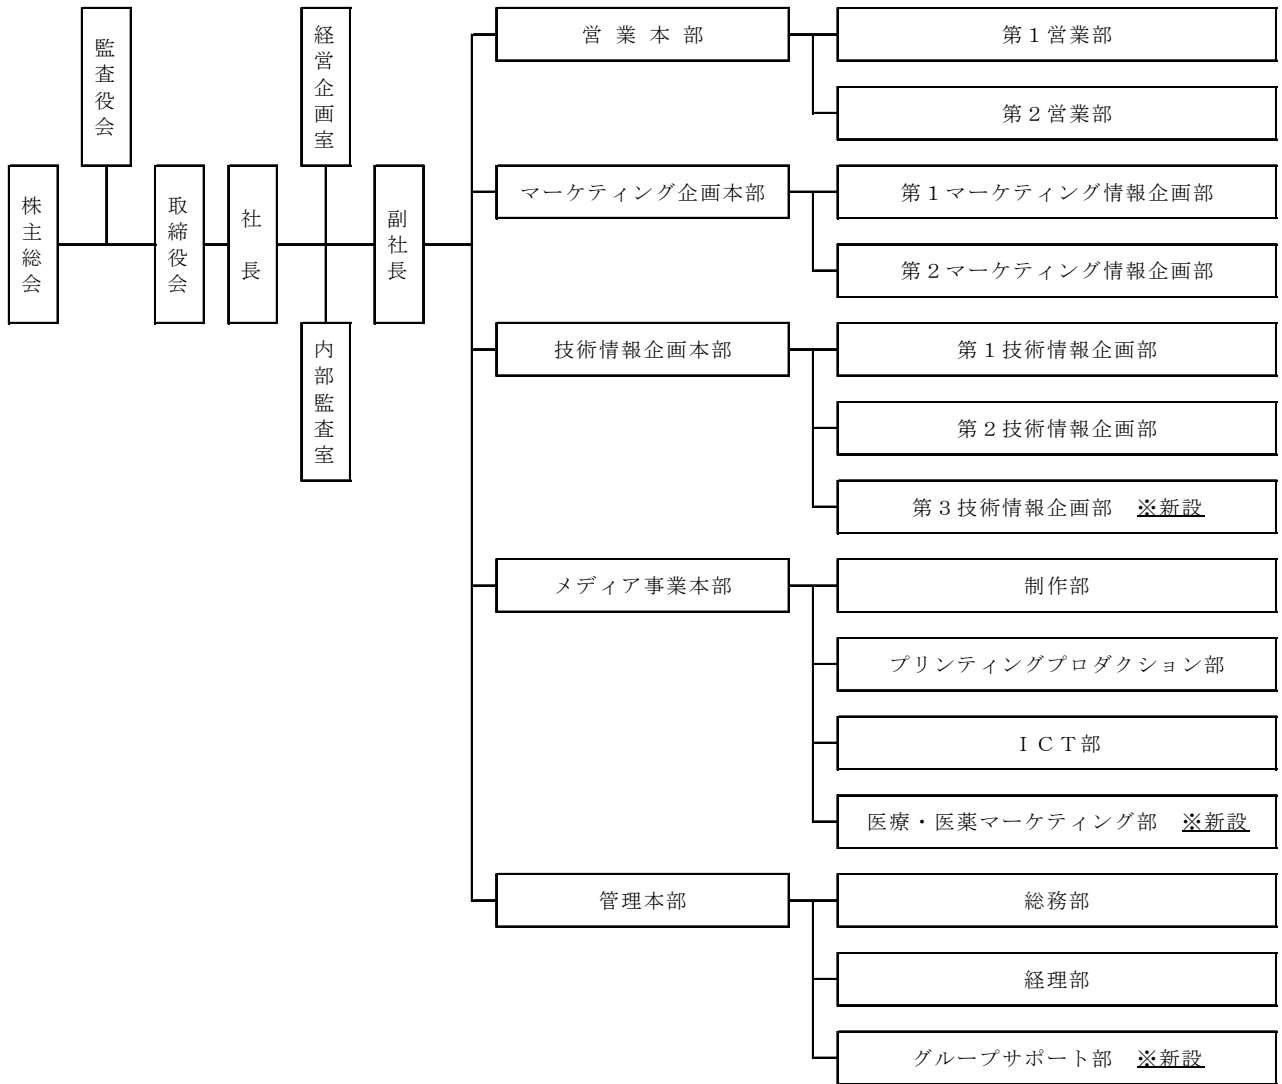 株主総会
監査役会
取締役会
社長
経営企画室
内部監査室
副社長
営業本部
第１営業部
第２営業部
マーケティング企画本部
第１マーケティング情報企画部
第２マーケティング情報企画部
技術情報企画本部
第１技術情報企画部
第２技術情報企画部
第３技術情報企画部　※新設
メディア事業本部
制作部
プリンティングプロダクション部
ＩＣＴ部
医療・医薬マーケティング部　※新設
管理本部
総務部
経理部
グループサポート部　※新設